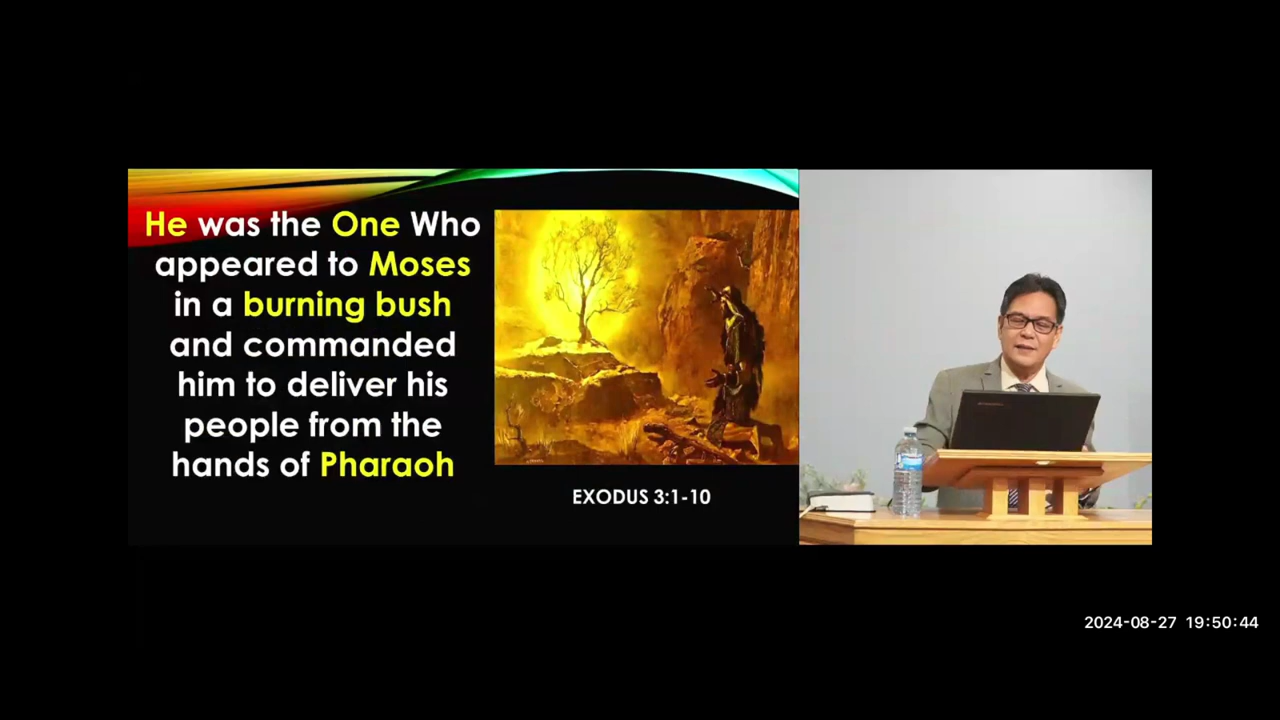 He was the One Who
appeared to Moses
in a burning bush
and commanded
him to deliver his
people from the
hands of Pharaoh
EXODUS 3:1-10
2024-08-27 19:50:44